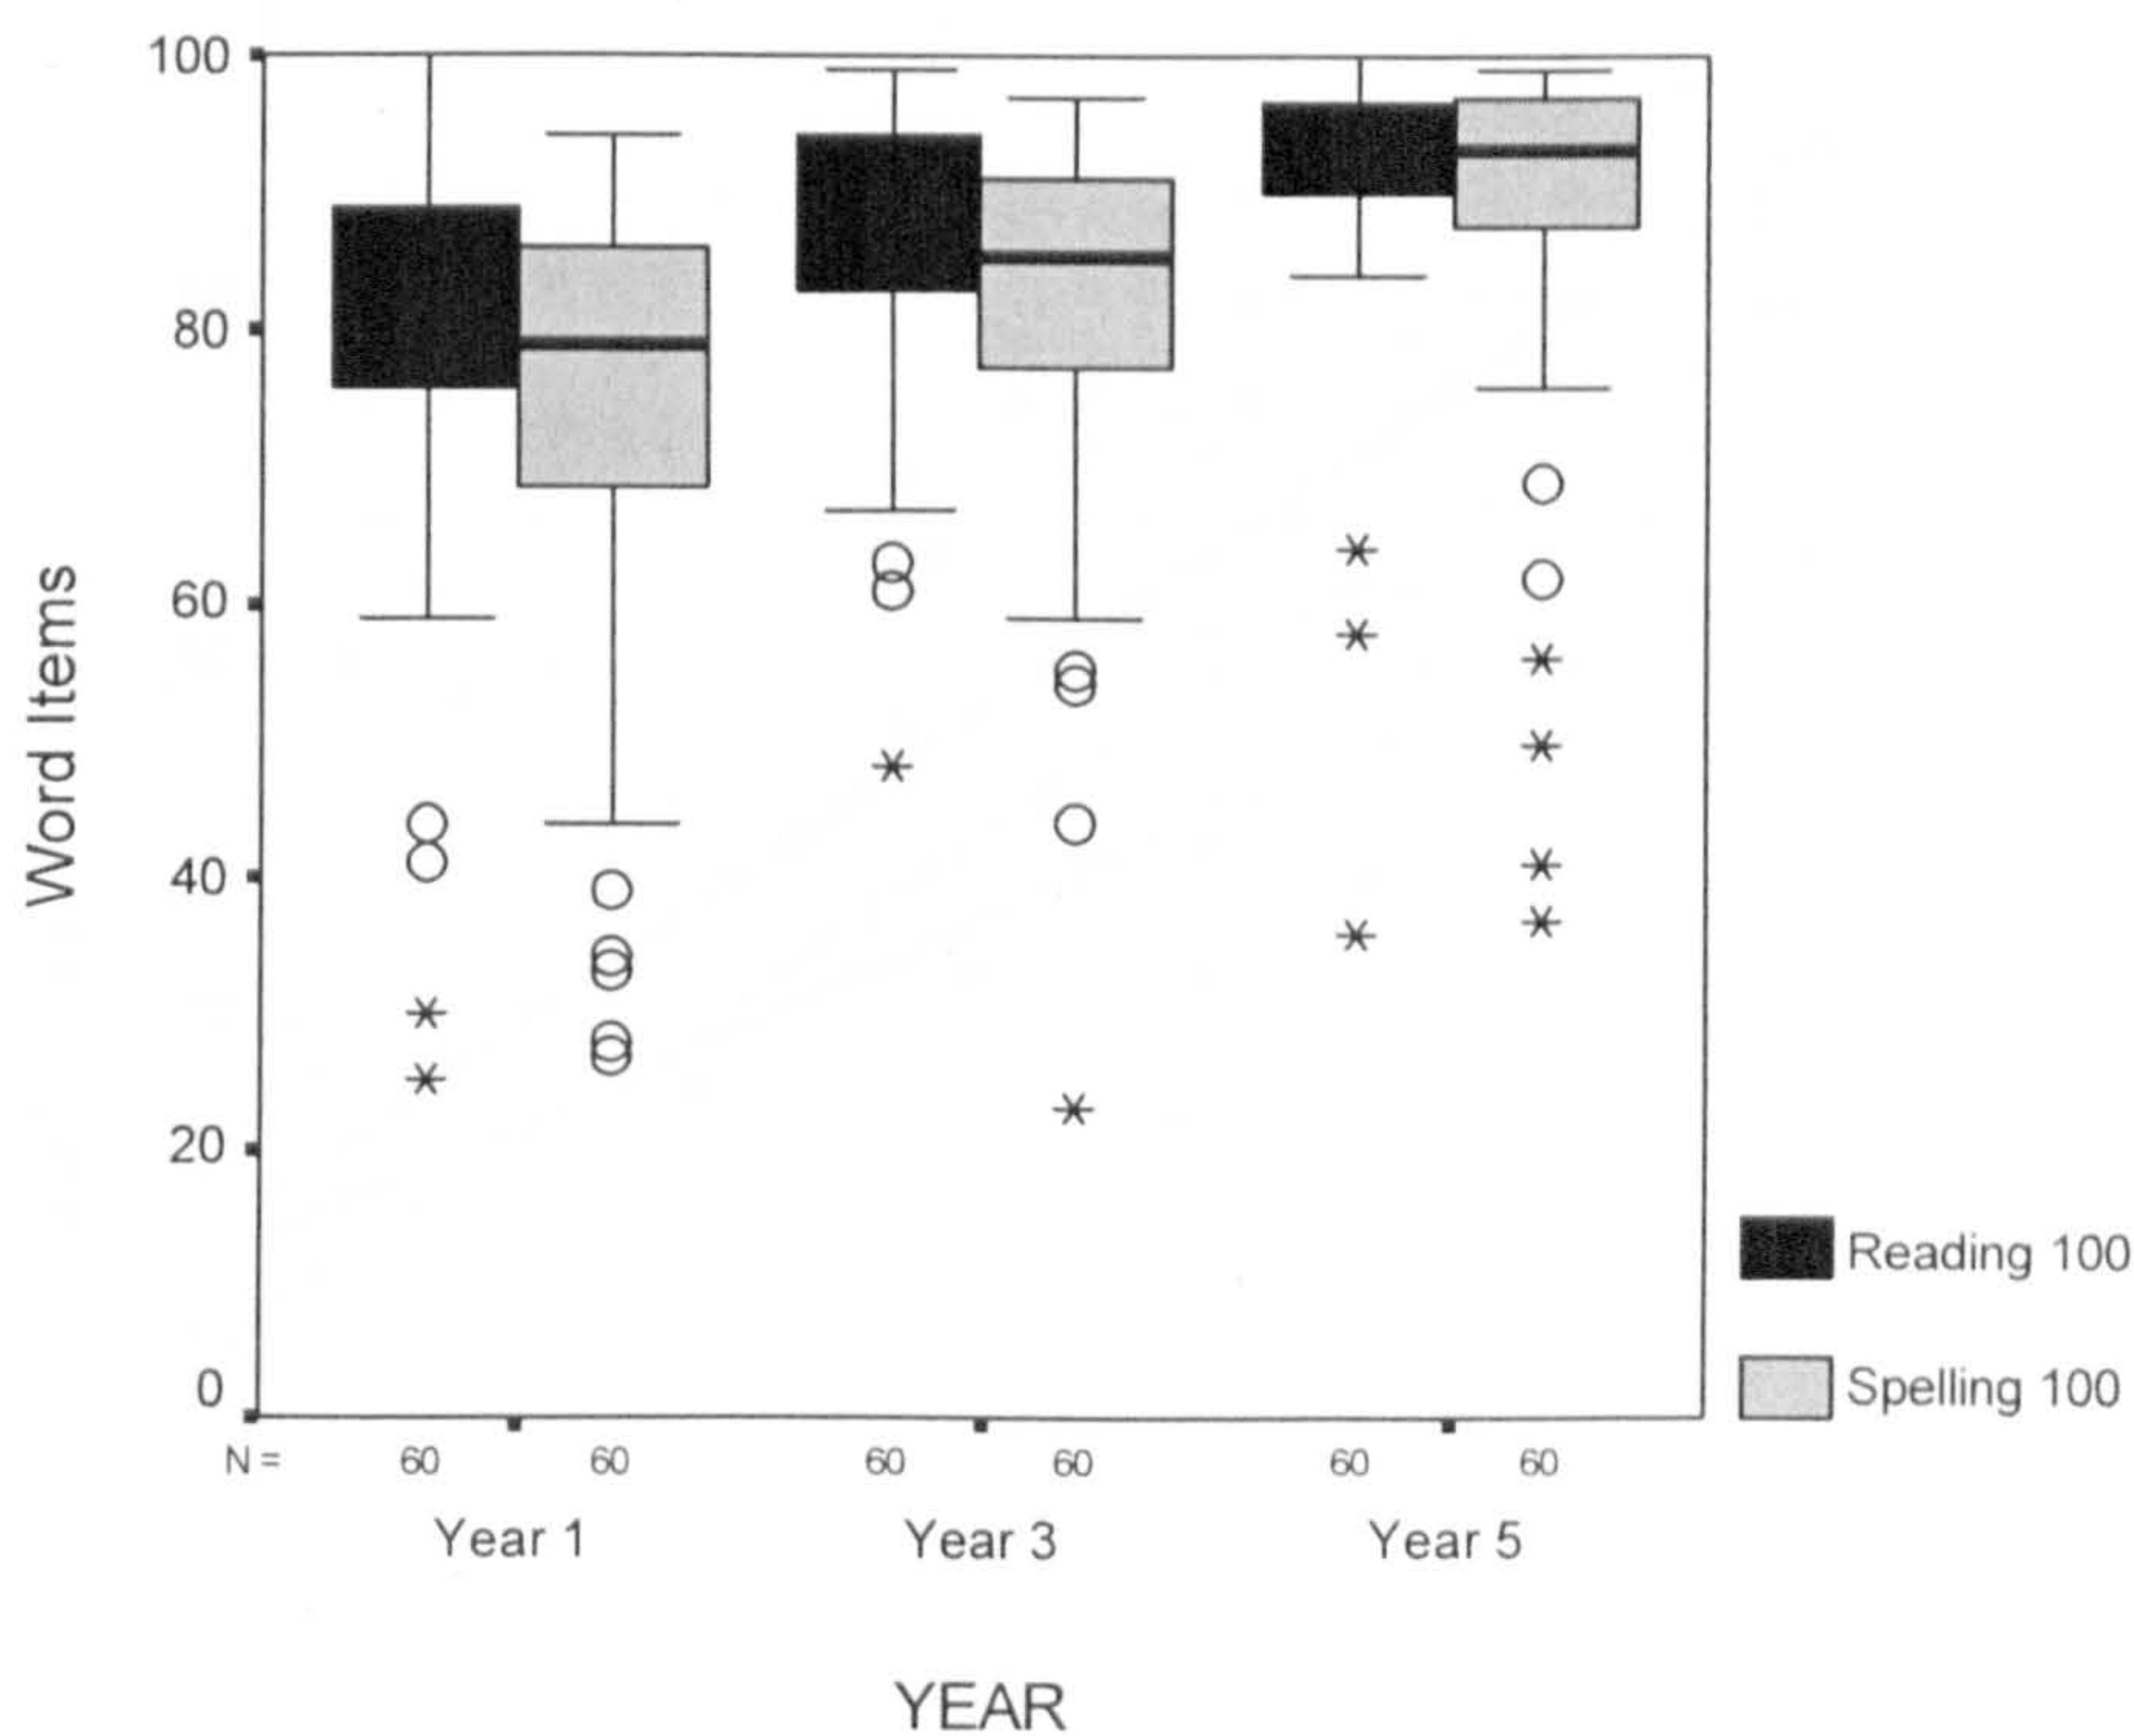 100
80
60
40
20
0
Word Items
N = 60 60 60 60 60 60
Year 1 Year 3 Year 5
YEAR
Reading 100
Spelling 100